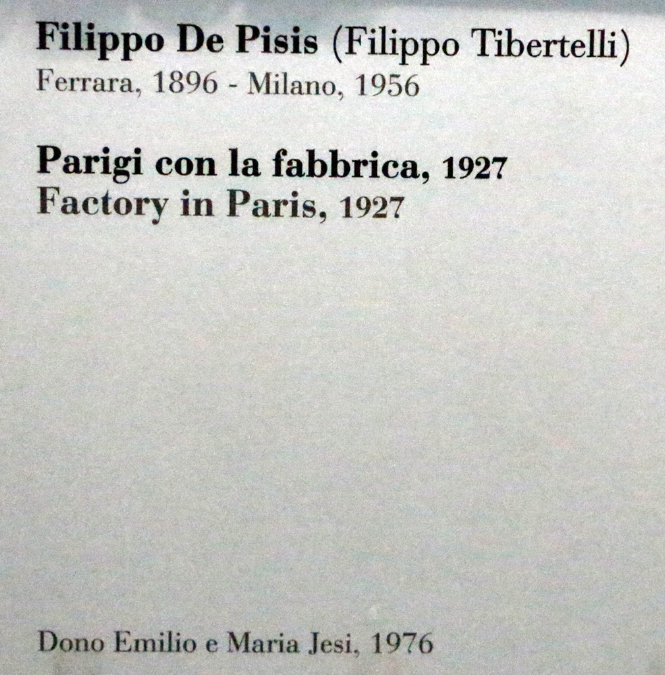 Filippo De Pisis (Filippo Tibertelli)
Ferrara, 1896 - Milano, 1956
Parigi con la fabbrica, 1927
Factory in Paris, 1927
Dono Emilio e Maria Jesi, 1976